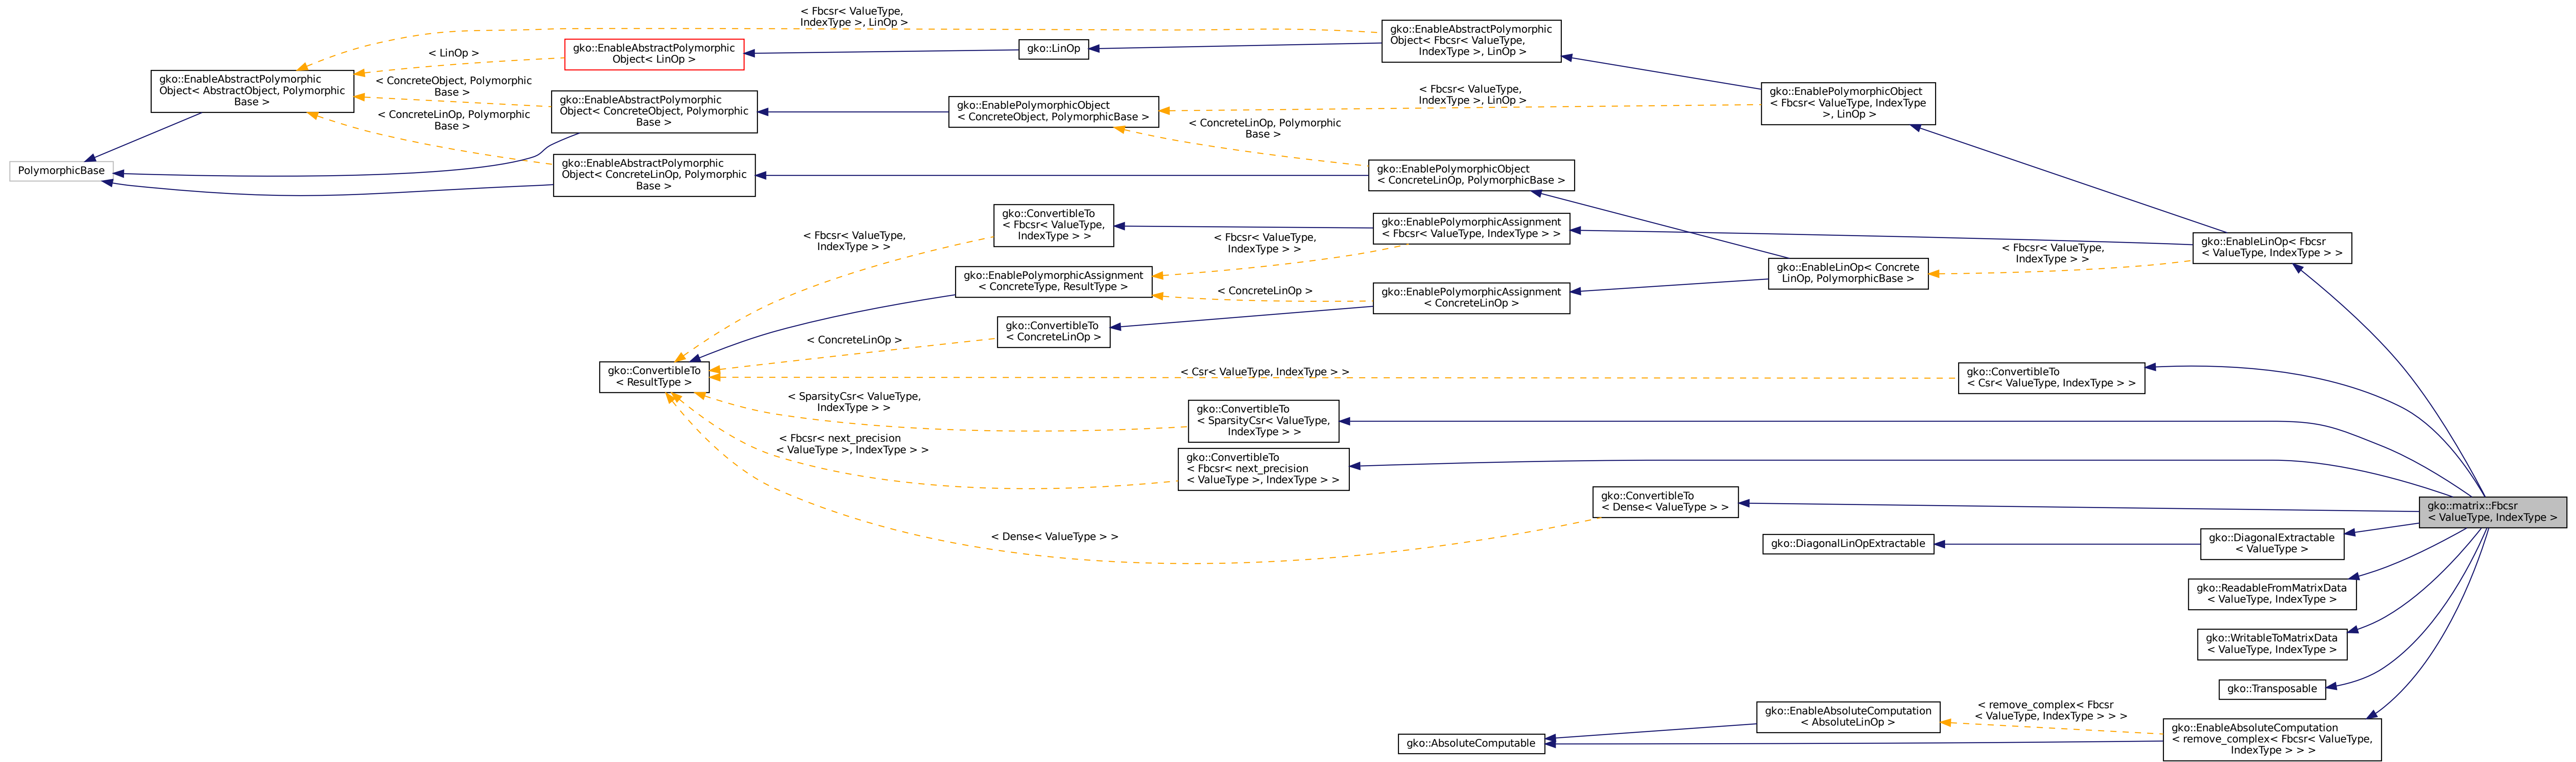 < Fbcsr< ValueType,
IndexType >, LinOp >
gko::EnableAbstractPolymorphic
Object< Fbcsr< ValueType,
IndexType >, LinOp >
< LinOp >
gko::EnableAbstractPolymorphic
Object< LinOp >
gko::LinOp
gko::EnableAbstractPolymorphic
Object< AbstractObject, Polymorphic
Base >
< ConcreteObject, Polymorphic
Base >
gko::EnableAbstractPolymorphic
Object< ConcreteObject, Polymorphic
Base >
gko::EnablePolymorphicObject
< ConcreteObject, PolymorphicBase >
< Fbcsr< ValueType,
IndexType >, LinOp >
gko::EnablePolymorphicObject
< Fbcsr< ValueType, IndexType
>, LinOp >
< ConcreteLinOp, Polymorphic
Base >
< ConcreteLinOp, Polymorphic
Base >
PolymorphicBase
gko::EnableAbstractPolymorphic
Object< ConcreteLinOp, Polymorphic
Base >
gko::EnablePolymorphicObject
< ConcreteLinOp, PolymorphicBase >
gko::ConvertibleTo
< Fbcsr< ValueType,
IndexType > >
gko::EnablePolymorphicAssignment
< Fbcsr< ValueType, IndexType > >
< Fbcsr< ValueType,
IndexType > >
< Fbcsr< ValueType,
IndexType > >
< Fbcsr< ValueType,
IndexType > >
gko::EnableLinOp< Fbcsr
< ValueType, IndexType > >
gko::EnablePolymorphicAssignment
< ConcreteType, ResultType >
gko::EnableLinOp< Concrete
LinOp, PolymorphicBase >
< ConcreteLinOp >
gko::EnablePolymorphicAssignment
< ConcreteLinOp >
gko::ConvertibleTo
< ConcreteLinOp >
< ConcreteLinOp >
gko::ConvertibleTo
< ResultType >
< Csr< ValueType, IndexType > >
gko::ConvertibleTo
< Csr< ValueType, IndexType > >
< SparsityCsr< ValueType,
IndexType > >
gko::ConvertibleTo
< SparsityCsr< ValueType,
IndexType > >
< Fbcsr< next_precision
< ValueType >, IndexType > >
gko::ConvertibleTo
< Fbcsr< next_precision
< ValueType >, IndexType > >
gko::ConvertibleTo
< Dense< ValueType > >
< Dense< ValueType > >
gko::matrix::Fbcsr
< ValueType, IndexType >
gko::DiagonalLinOpExtractable
gko::DiagonalExtractable
< ValueType >
gko::ReadableFromMatrixData
< ValueType, IndexType >
gko::WritableToMatrixData
< ValueType, IndexType >
gko::Transposable
gko::AbsoluteComputable
gko::EnableAbsoluteComputation
< AbsoluteLinOp >
< remove_complex< Fbcsr
< ValueType, IndexType > > >
gko::EnableAbsoluteComputation
< remove_complex< Fbcsr< ValueType,
IndexType > > >